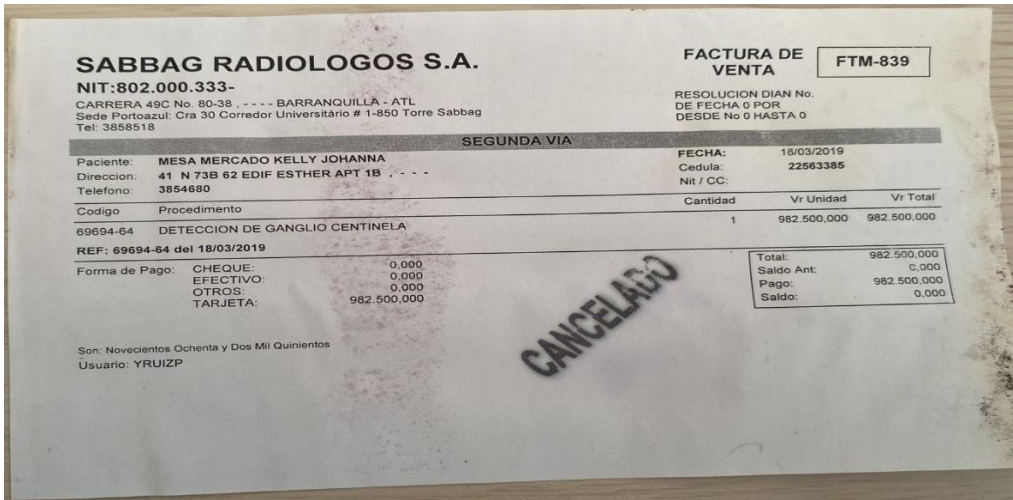 SABBAG RADIOLOGOS S.A.
NIT:802.000.333-
CARRERA 49C No. 80-38 , - - - - BARRANQUILLA - ATL
Sede Portoazul: Cra 30 Corredor Universitário # 1-850 Torre Sabbag
Tel: 3858518
FACTURA DE VENTA FTM-839
RESOLUCION DIAN No.
DE FECHA 0 POR
DESDE No 0 HASTA 0
SEGUNDA VIA
Paciente: MESA MERCADO KELLY JOHANNA
Direccion: 41 N 73B 62 EDIF ESTHER APT 1B , - - -
Telefono: 3854680
FECHA: 18/03/2019
Cedula: 22563385
Nit / CC:
Codigo Procedimento Cantidad Vr Unidad Vr Total
69694-64 DETECCION DE GANGLIO CENTINELA 1 982.500,000 982.500,000
REF: 69694-64 del 18/03/2019
Forma de Pago: CHEQUE: 0,000
EFECTIVO: 0,000
OTROS: 0,000
TARJETA: 982.500,000
Total: 982.500,000
Saldo Ant: 0,000
Pago: 982.500,000
Saldo: 0,000
CANCELADO
Son: Novecientos Ochenta y Dos Mil Quinientos
Usuario: YRUIZP